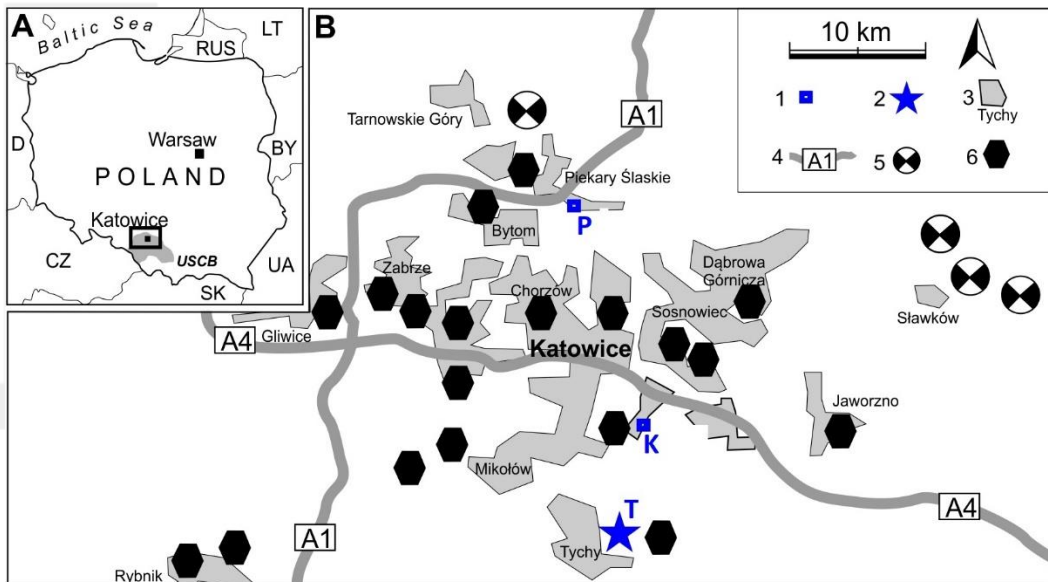 A
Baltic Sea
LT
RUS
D
Warsaw
BY
POLAND
Katowice
CZ
USCB
UA
SK
B
10 km
1
2
3
Tychy
4
A1
5
6
Tarnowskie Góry
A1
Piekary Ślaskie
P
Bytom
Zabrze
Chorzów
Dąbrowa
Górnicza
Sosnowiec
Sławków
Gliwice
A4
Katowice
Jaworzno
K
Mikołów
A4
A1
T
Tychy
Rybnik